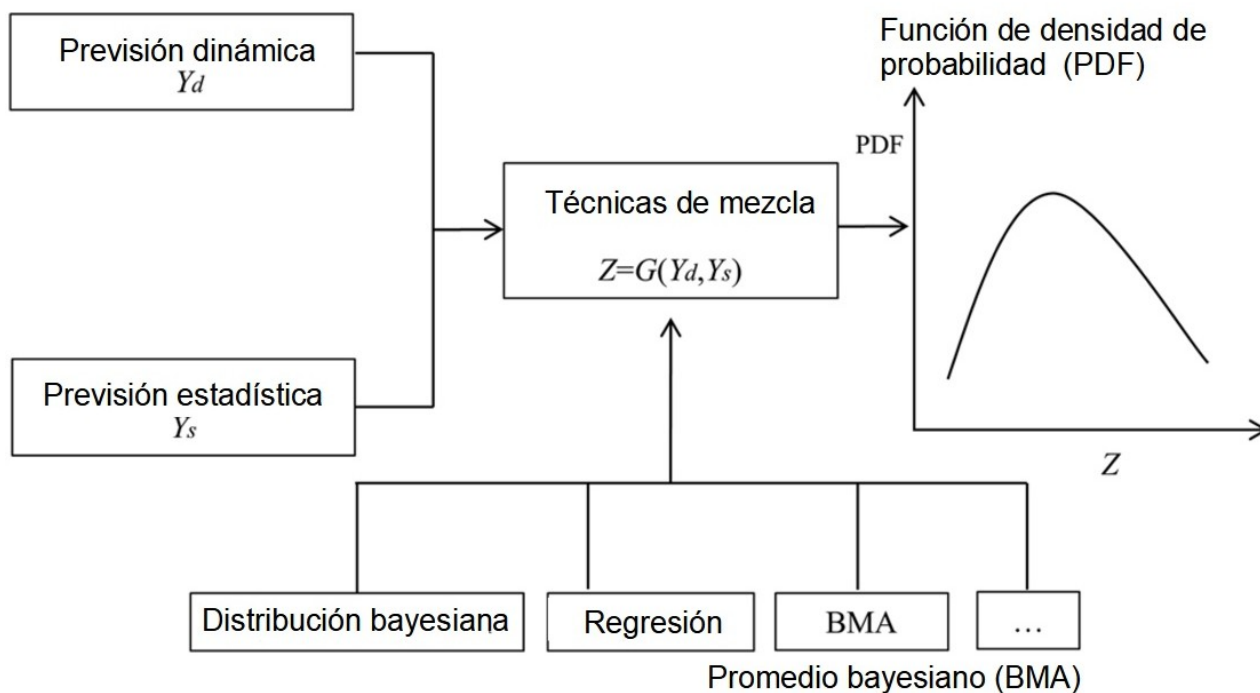 Previsión dinámica
Yd
Previsión estadística
Ys
Técnicas de mezcla
Z=G(Yd,Ys)
Función de densidad de
probabilidad (PDF)
PDF
Z
Distribución bayesiana
Regresión
BMA
...
Promedio bayesiano (BMA)